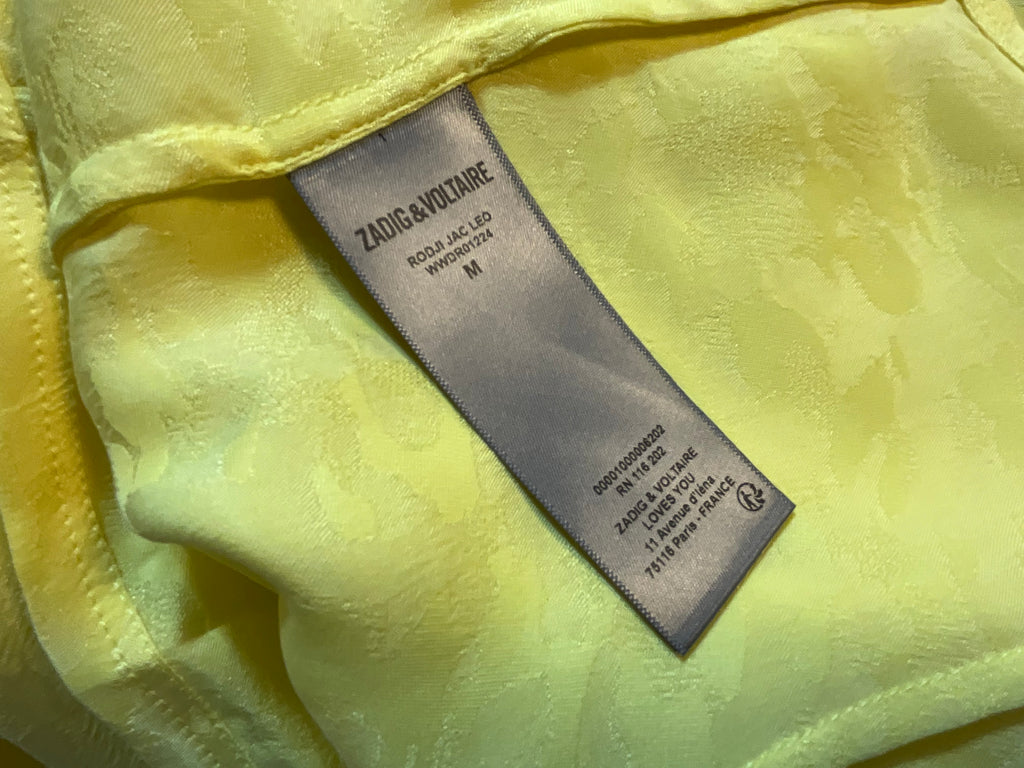 ZADIG&VOLTAIRE
RODJI JAC LEO
WWDR01224
M
00001000006202
RN 116 202
ZADIG & VOLTAIRE
LOVES YOU
11 Avenue d'Iéna
75116 Paris - FRANCE